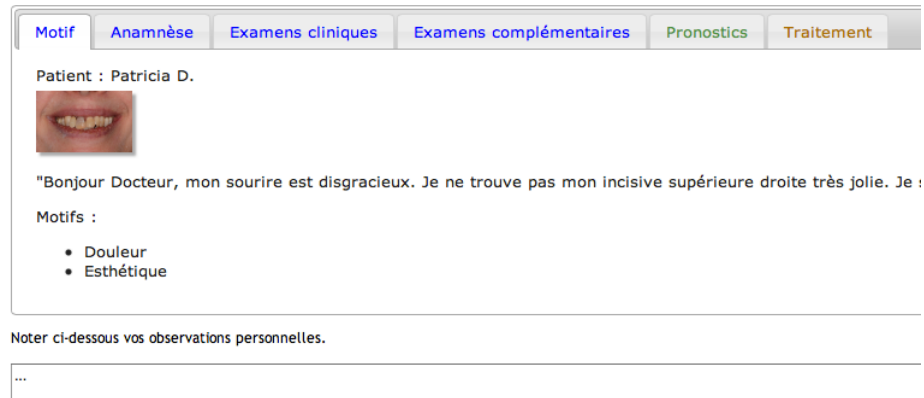 Motif Anamnèse Examens cliniques Examens complémentaires Pronostics Traitement
Patient : Patricia D.
"Bonjour Docteur, mon sourire est disgracieux. Je ne trouve pas mon incisive supérieure droite très jolie. Je
Motifs :
• Douleur
• Esthétique
Noter ci-dessous vos observations personnelles.
...